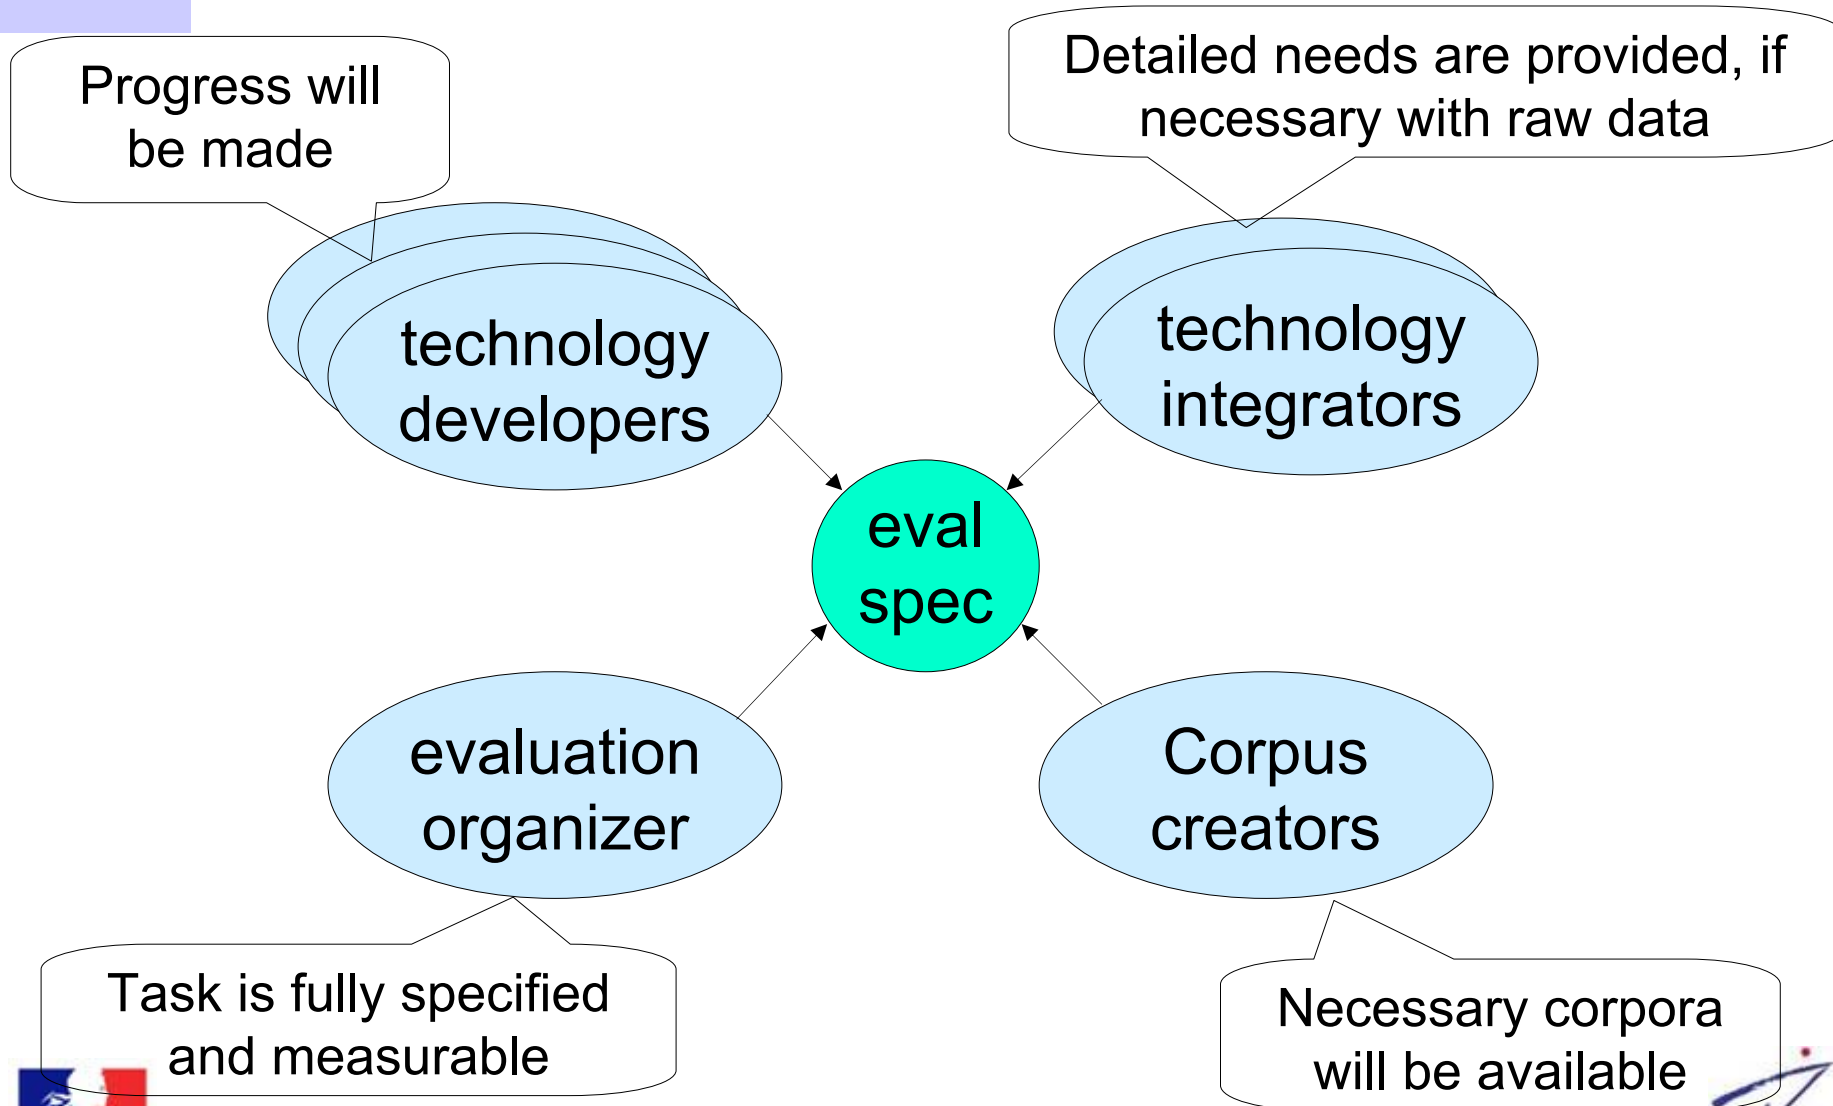 Progress will
be made
Detailed needs are provided, if
necessary with raw data
technology
developers
technology
integrators
eval
spec
evaluation
organizer
Corpus
creators
Task is fully specified
and measurable
Necessary corpora
will be available